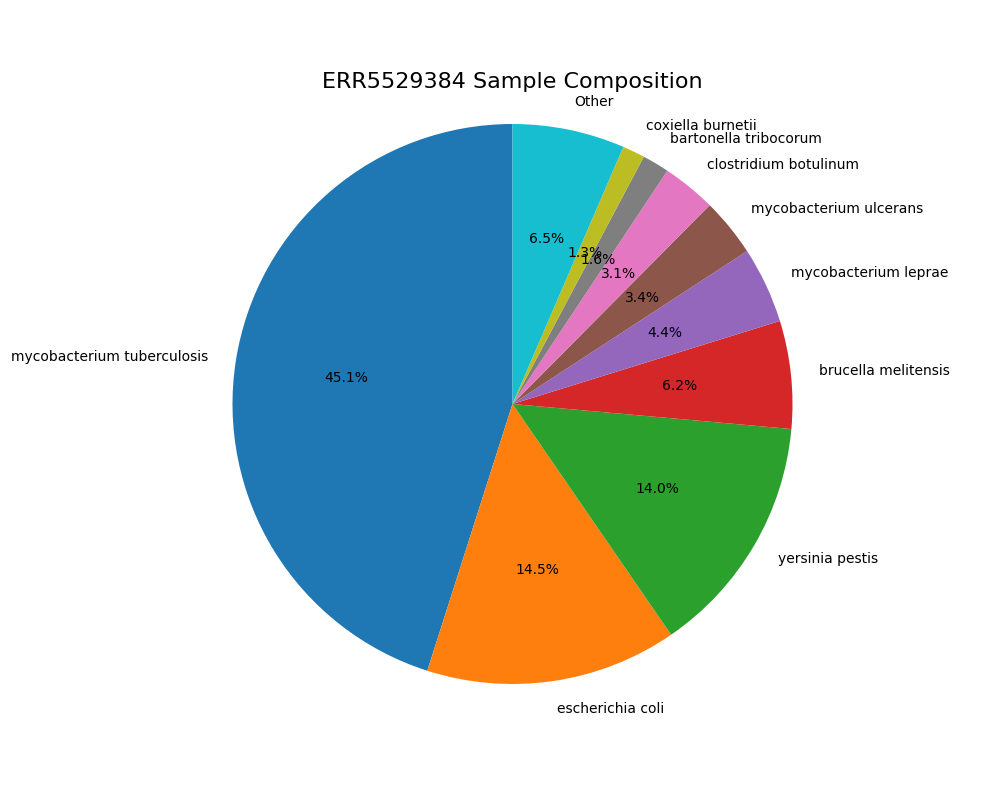 ERR5529384 Sample Composition
Other
coxiella burnetii
bartonella tribocorum
clostridium botulinum
mycobacterium ulcerans
mycobacterium leprae
brucella melitensis
yersinia pestis
escherichia coli
mycobacterium tuberculosis
6.5%
1.3%
1.6%
3.1%
3.4%
4.4%
6.2%
14.0%
14.5%
45.1%